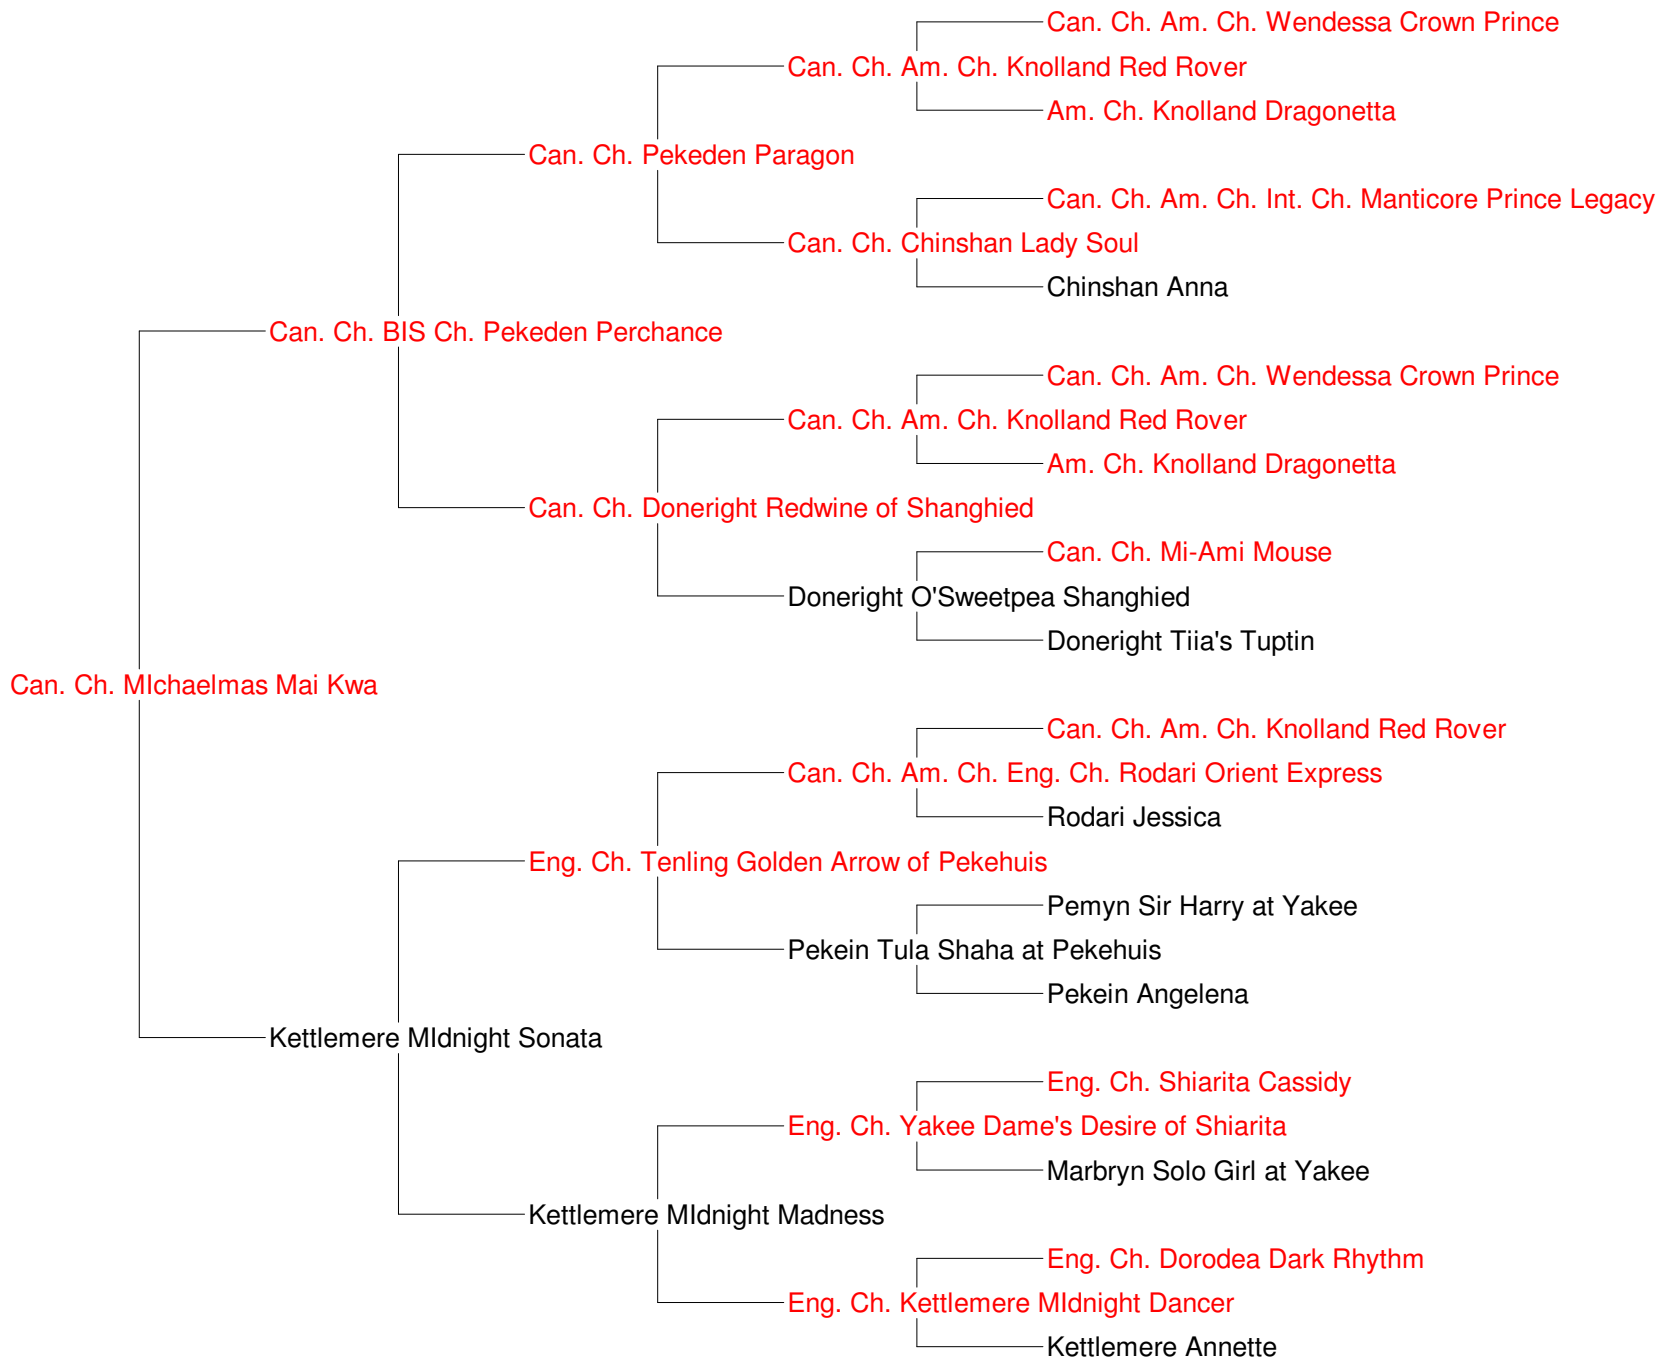 Can. Ch. Am. Ch. Wendessa Crown Prince
Can. Ch. Am. Ch. Knolland Red Rover
Am. Ch. Knolland Dragonetta
Can. Ch. Pekeden Paragon
Can. Ch. Am. Ch. Int. Ch. Manticore Prince Legacy
Can. Ch. Chinshan Lady Soul
Chinshan Anna
Can. Ch. BIS Ch. Pekeden Perchance
Can. Ch. Am. Ch. Wendessa Crown Prince
Can. Ch. Am. Ch. Knolland Red Rover
Am. Ch. Knolland Dragonetta
Can. Ch. Doneright Redwine of Shanghied
Can. Ch. Mi-Ami Mouse
Doneright O'Sweetpea Shanghied
Doneright Tiia's Tuptin
Can. Ch. MIchaelmas Mai Kwa
Can. Ch. Am. Ch. Knolland Red Rover
Can. Ch. Am. Ch. Eng. Ch. Rodari Orient Express
Rodari Jessica
Eng. Ch. Tenling Golden Arrow of Pekehuis
Pemyn Sir Harry at Yakee
Pekein Tula Shaha at Pekehuis
Pekein Angelena
Kettlemere MIdnight Sonata
Eng. Ch. Shiarita Cassidy
Eng. Ch. Yakee Dame's Desire of Shiarita
Marbryn Solo Girl at Yakee
Kettlemere MIdnight Madness
Eng. Ch. Dorodea Dark Rhythm
Eng. Ch. Kettlemere MIdnight Dancer
Kettlemere Annette